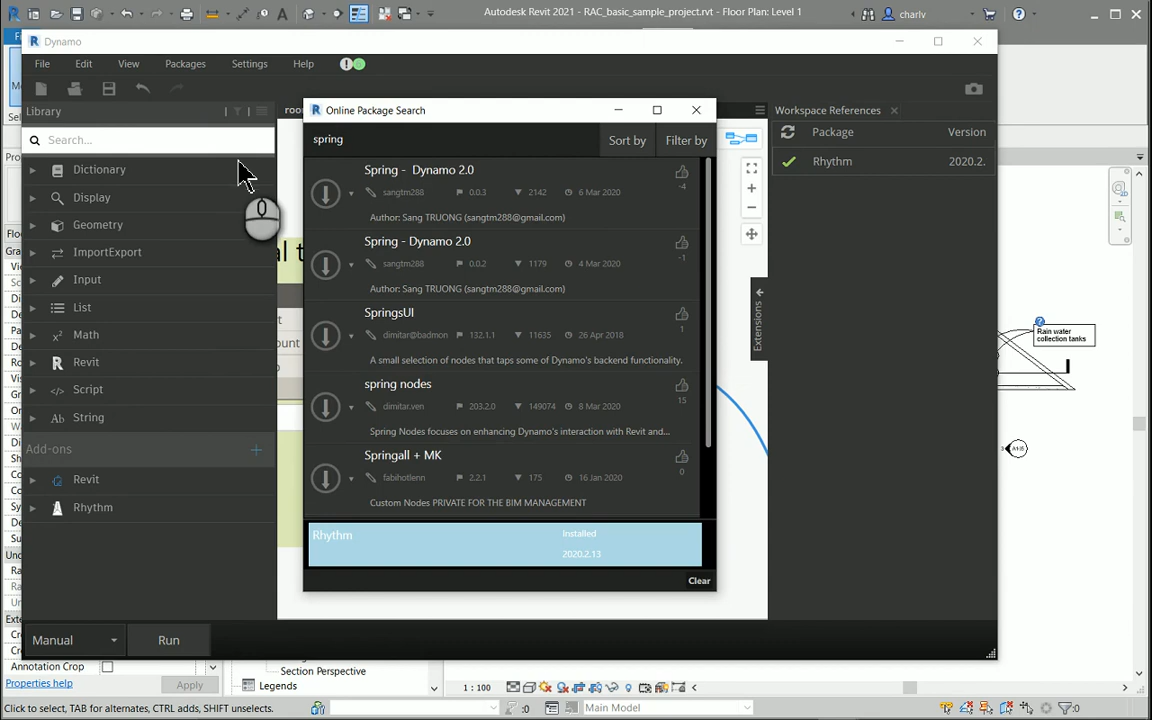 Autodesk Revit 2021 - RAC_basic_sample_project.rvt - Floor Plan: Level 1
charlv
Dynamo
File Edit View Packages Settings Help
Library
Search...
Dictionary
Display
Geometry
ImportExport
Input
List
Math
Revit
Script
String
Add-ons
Revit
Rhythm
Manual
Run
Online Package Search
spring
Sort by
Filter by
Spring - Dynamo 2.0
-4
sangtm288 0.0.3 2142 6 Mar 2020
Author: Sang TRUONG (sangtm288@gmail.com)
Spring - Dynamo 2.0
-1
sangtm288 0.0.2 1179 4 Mar 2020
Author: Sang TRUONG (sangtm288@gmail.com)
SpringsUI
1
dimitar@badmon 132.1.1 11635 26 Apr 2018
A small selection of nodes that taps some of Dynamo's backend functionality.
spring nodes
15
dimitar.ven 203.2.0 149074 8 Mar 2020
Spring Nodes focuses on enhancing Dynamo's interaction with Revit and...
Springall + MK
0
fabihotlenn 2.2.1 175 16 Jan 2020
Custom Nodes PRIVATE FOR THE BIM MANAGEMENT
Rhythm
Installed
2020.2.13
Clear
Workspace References
Package Version
Rhythm 2020.2.
Extensions
Rain water
collection tanks
Annotation Crop
Properties help
Apply
Section Perspective
Legends
1 : 100
Click to select, TAB for alternates, CTRL adds, SHIFT unselects.
:0
Main Model
:0